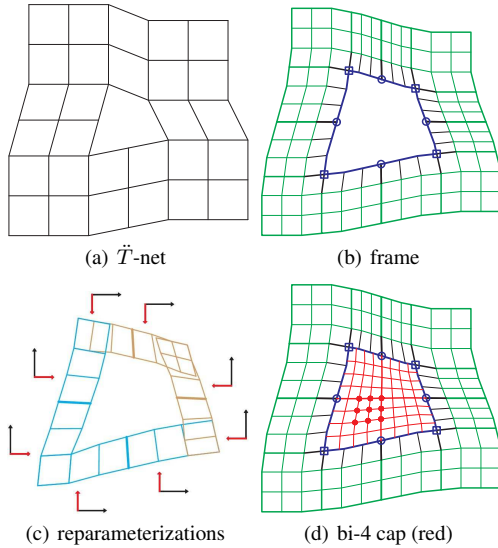 (a) T̈-net
(b) frame
(c) reparameterizations
(d) bi-4 cap (red)